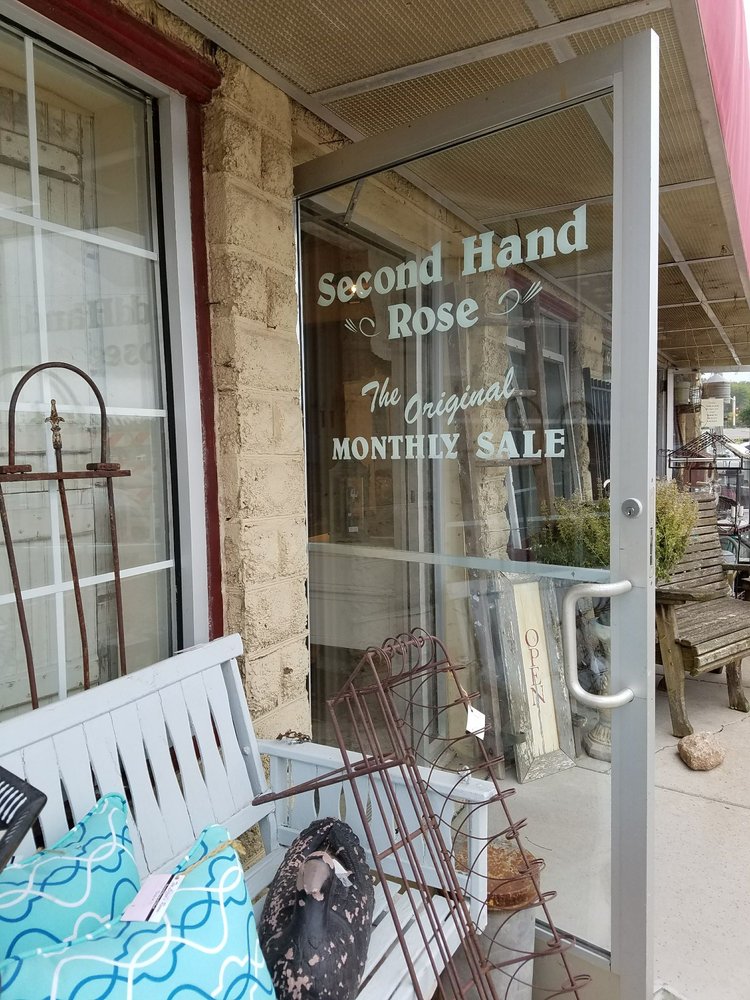 Second Hand
Rose
The Original
MONTHLY SALE
OPEN